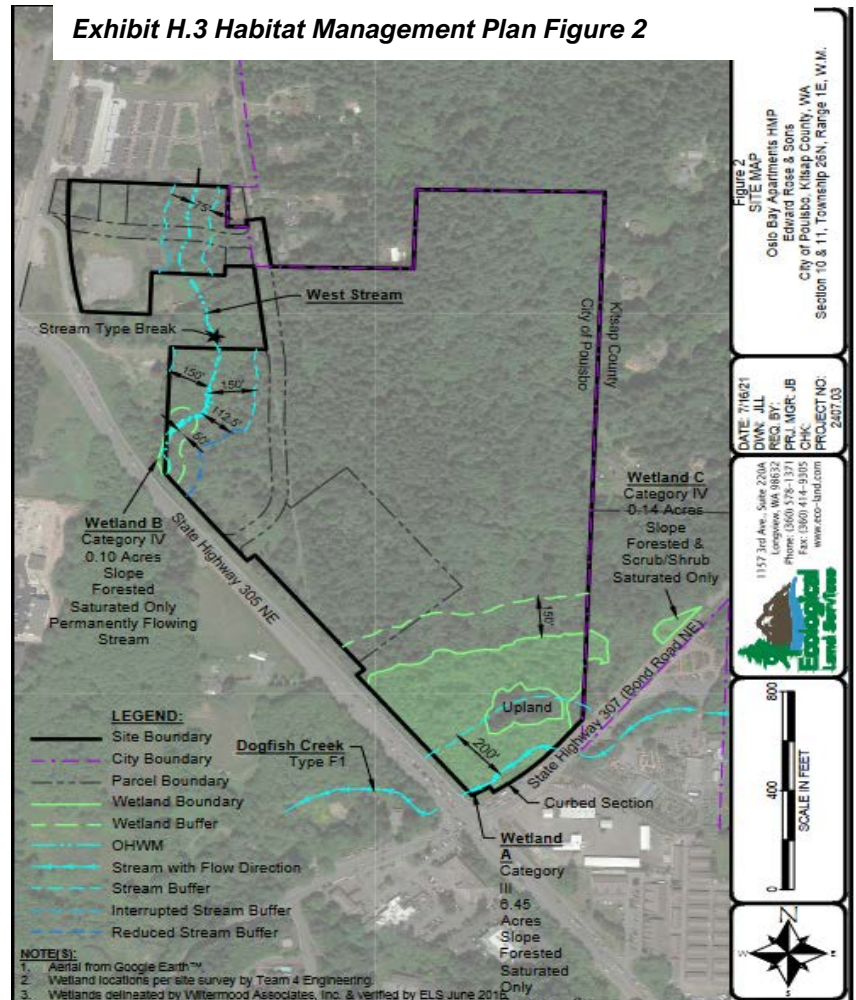 Exhibit H.3 Habitat Management Plan Figure 2
75'
West Stream
Stream Type Break
150'
150'
112.5'
50'
Kitsap County
City of Poulsbo
Wetland B
Category IV
0.10 Acres
Slope
Forested
Saturated Only
Permanently Flowing
Stream
State Highway 305 NE
Wetland C
Category IV
0.14 Acres
Slope
Forested &
Scrub/Shrub
Saturated Only
150'
Upland
State Highway 307 (Bond Road NE)
200'
Dogfish Creek
Type F1
Curbed Section
Wetland
A
Category
III
6.45
Acres
Slope
Forested
Saturated
Only
LEGEND:
Site Boundary
City Boundary
Parcel Boundary
Wetland Boundary
Wetland Buffer
OHWM
Stream with Flow Direction
Stream Buffer
Interrupted Stream Buffer
Reduced Stream Buffer
NOTE(S):
1. Aerial from Google Earth™.
2. Wetland locations per site survey by Team 4 Engineering.
3. Wetlands delineated by Wiltermood Associates, Inc. & verified by ELS June 2018.
Figure 2
SITE MAP
Oslo Bay Apartments HMP
Edward Rose & Sons
City of Poulsbo, Kitsap County, WA
Section 10 & 11, Township 26N, Range 1E, W.M.
DATE: 7/16/21
DWN: JLL
REQ. BY:
PRJ. MGR: JB
CHK:
PROJECT NO:
2407.03
1157 3rd Ave., Suite 220A
Longview, WA 98632
Phone: (360) 578-1371
Fax: (360) 414-9305
www.eco-land.com
Ecological
Land Services
0
400
800
SCALE IN FEET
N
W
E
S